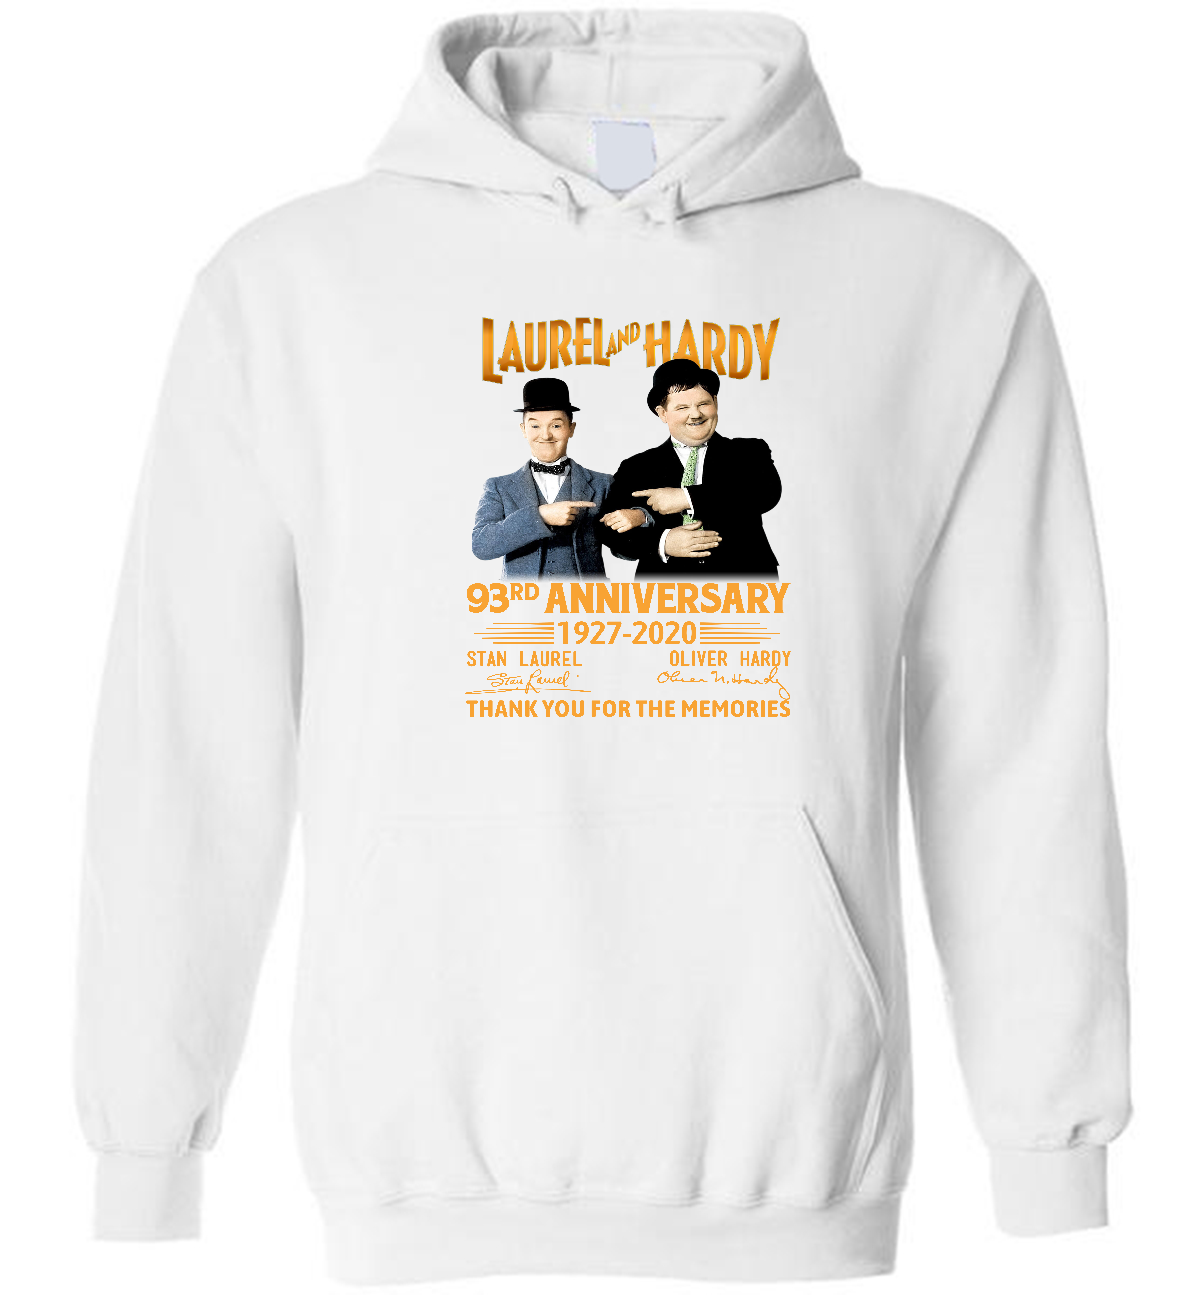 LAUREL AND HARDY
93RD ANNIVERSARY
1927-2020
STAN LAUREL OLIVER HARDY
Stan Laurel Oliver N. Hardy
THANK YOU FOR THE MEMORIES